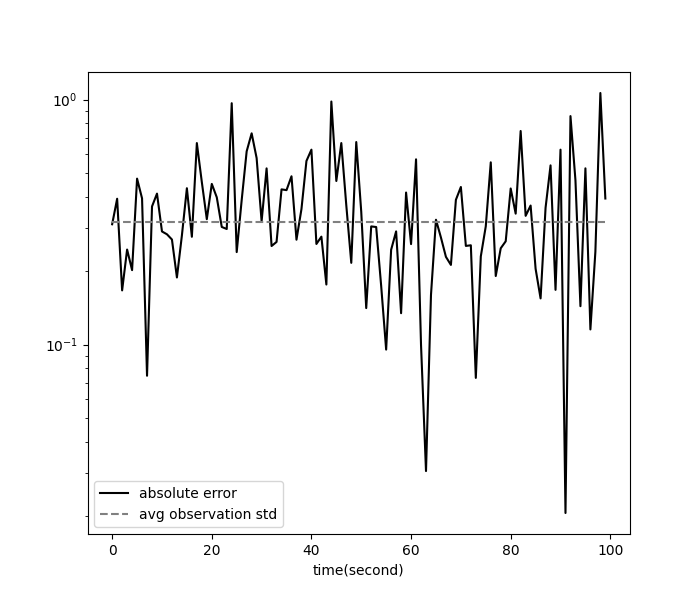 10⁰
10⁻¹
absolute error
avg observation std
0 20 40 60 80 100
time(second)